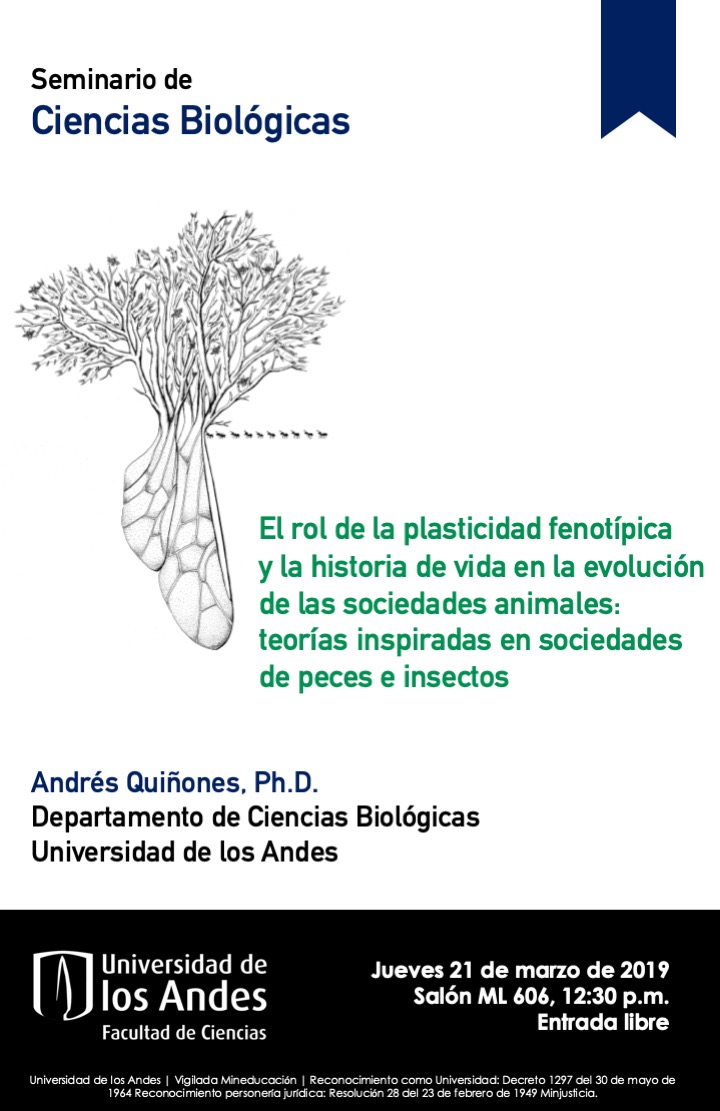 Seminario de
Ciencias Biológicas
El rol de la plasticidad fenotípica
y la historia de vida en la evolución
de las sociedades animales:
teorías inspiradas en sociedades
de peces e insectos
Andrés Quiñones, Ph.D.
Departamento de Ciencias Biológicas
Universidad de los Andes
Universidad de
los Andes
Facultad de Ciencias
Jueves 21 de marzo de 2019
Salón ML 606, 12:30 p.m.
Entrada libre
Universidad de los Andes | Vigilada Mineducación | Reconocimiento como Universidad: Decreto 1297 del 30 de mayo de
1964 Reconocimiento personería jurídica: Resolución 28 del 23 de febrero de 1949 Minjusticia.